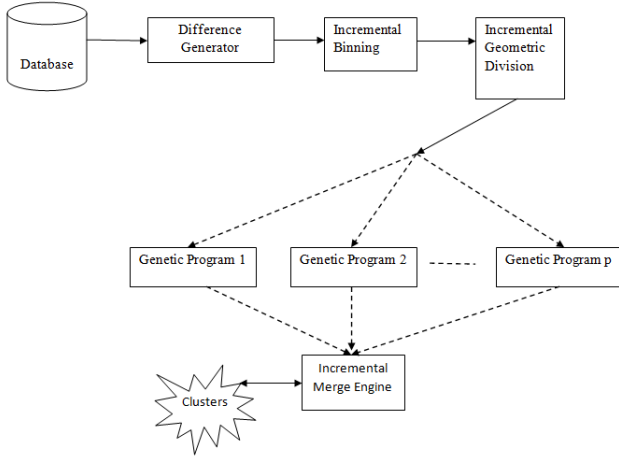 Database
Difference
Generator
Incremental
Binning
Incremental
Geometric
Division
Genetic Program 1
Genetic Program 2
Genetic Program p
Incremental
Merge Engine
Clusters